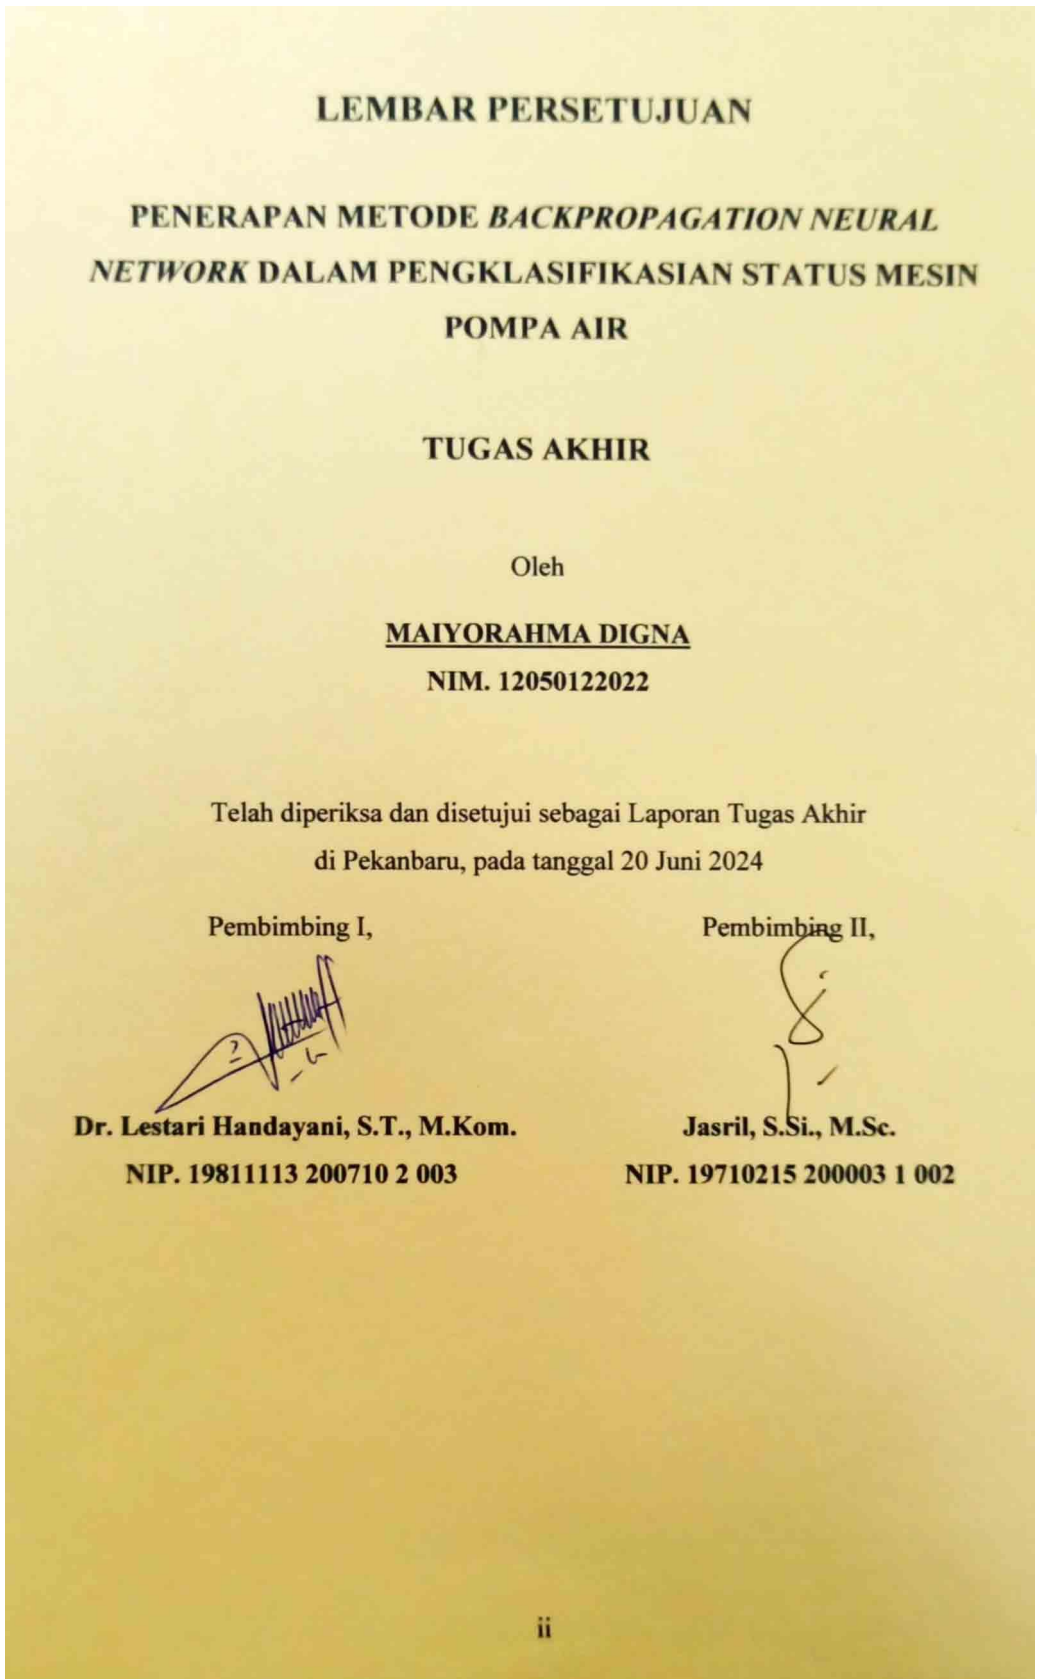 LEMBAR PERSETUJUAN
PENERAPAN METODE BACKPROPAGATION NEURAL
NETWORK DALAM PENGKLASIFIKASIAN STATUS MESIN
POMPA AIR
TUGAS AKHIR
Oleh
MAIYORAHMA DIGNA
NIM. 12050122022
Telah diperiksa dan disetujui sebagai Laporan Tugas Akhir
di Pekanbaru, pada tanggal 20 Juni 2024
Pembimbing I,
Pembimbing II,
Dr. Lestari Handayani, S.T., M.Kom.
Jasril, S.Si., M.Sc.
NIP. 19811113 200710 2 003
NIP. 19710215 200003 1 002
ii